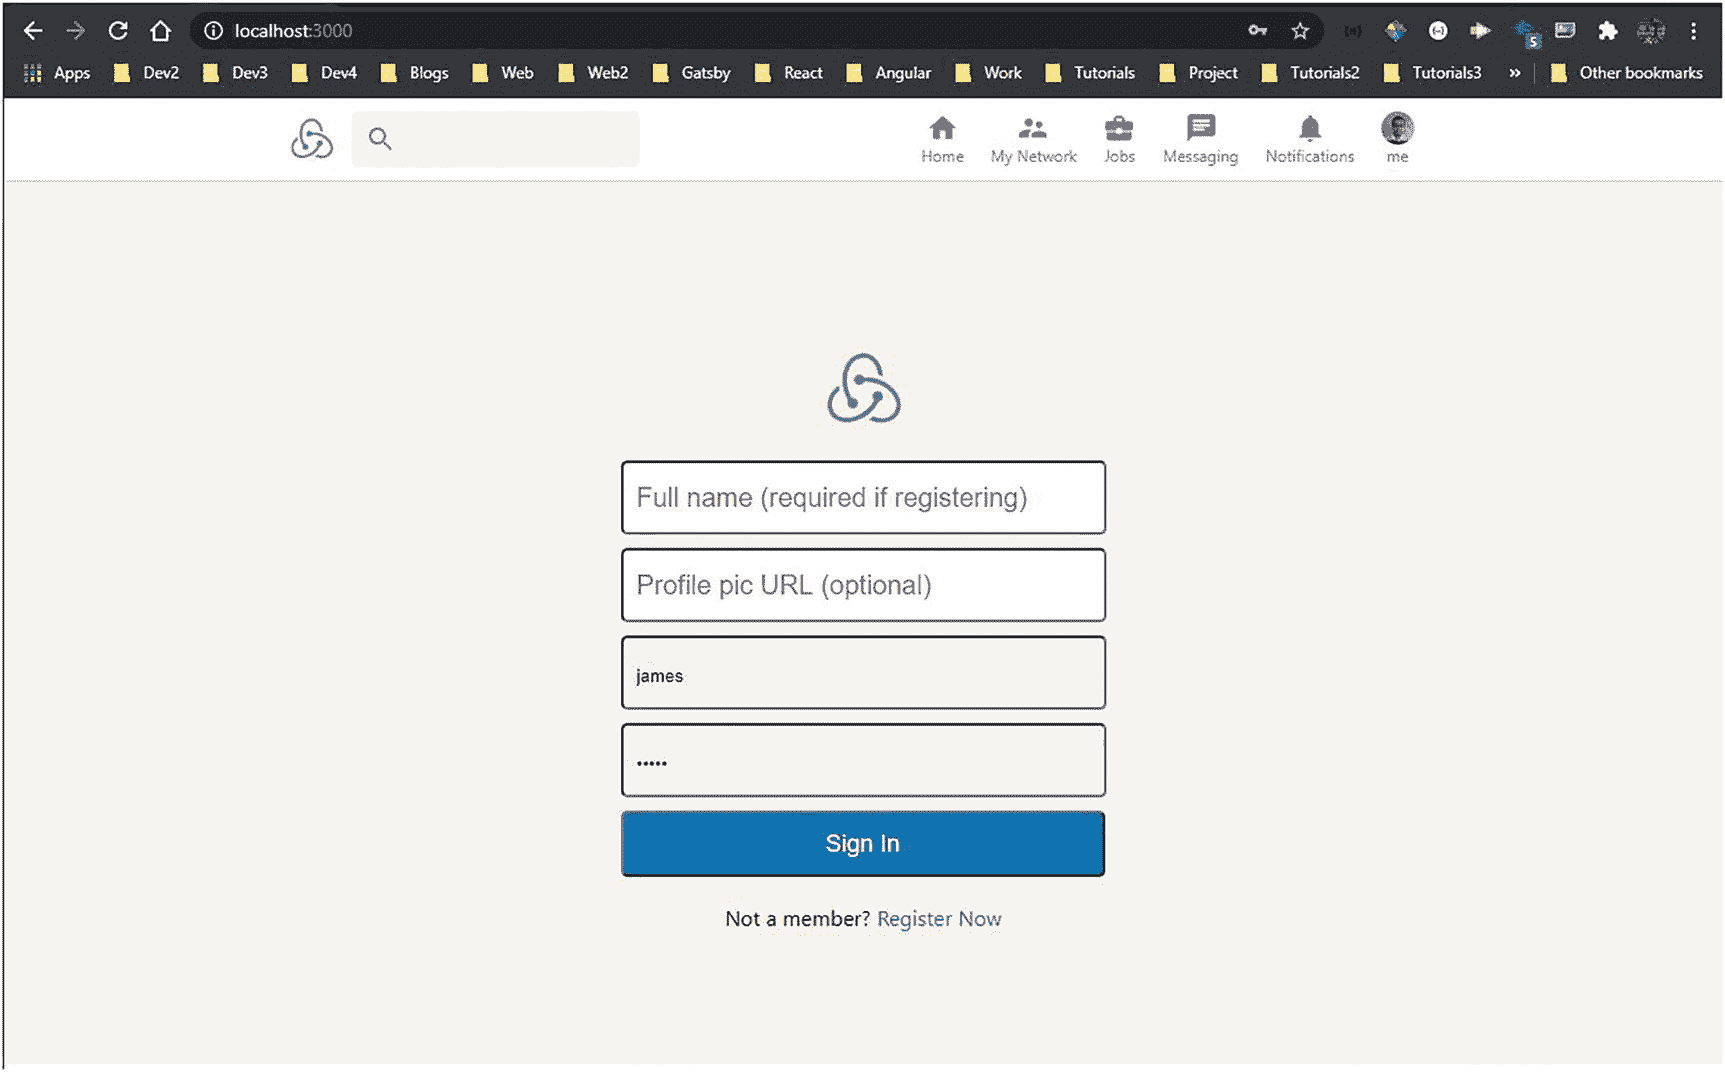 localhost:3000
Apps Dev2 Dev3 Dev4 Blogs Web Web2 Gatsby React Angular Work Tutorials Project Tutorials2 Tutorials3 » Other bookmarks
5
Home My Network Jobs Messaging Notifications me
Full name (required if registering)
Profile pic URL (optional)
james
•••••
Sign In
Not a member? Register Now